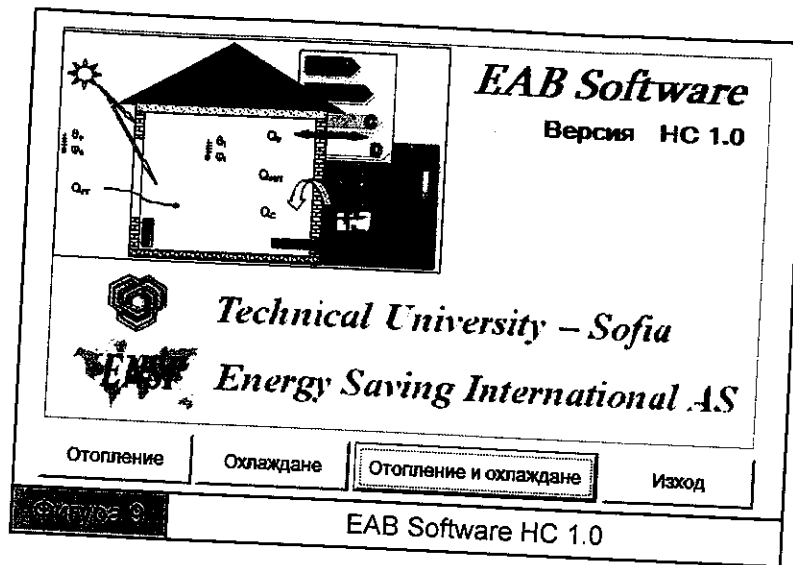 EAB Software
Версия HC 1.0
C
D
Technical University – Sofia
ENSI
Energy Saving International AS
Отопление
Охлаждане
Отопление и охлаждане
Изход
Фигура 9
EAB Software HC 1.0